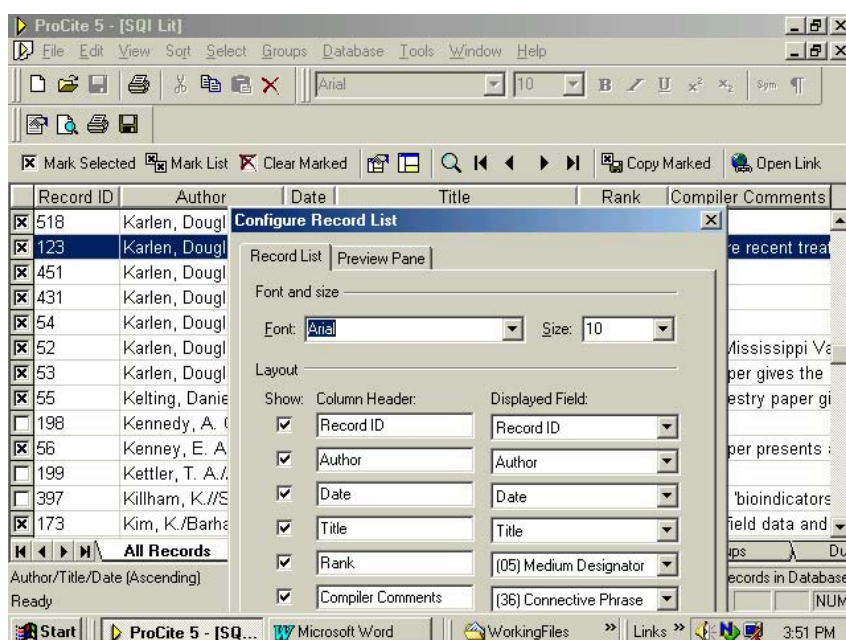 ProCite 5 - [SQI Lit]
File Edit View Sort Select Groups Database Tools Window Help
Arial 10 B I U x² x₂ Sym ¶
Mark Selected Mark List Clear Marked Copy Marked Open Link
Record ID Author Date Title Rank Compiler Comments
518 Karlen, Dougl
Configure Record List
123 Karlen, Dougl re recent treat
Record List Preview Pane
451 Karlen, Dougl
431 Karlen, Dougl
Font and size
54 Karlen, Dougl
Font: Arial Size: 10
52 Karlen, Dougl Mississippi Va
53 Karlen, Dougl per gives the
Layout
55 Kelting, Danie estry paper gi
Show: Column Header: Displayed Field:
198 Kennedy, A. C
Record ID Record ID
56 Kenney, E. A per presents
Author Author
199 Kettler, T. A./
397 Killham, K.//S 'bioindicators
Date Date
173 Kim, K./Barha field data and
Title Title
All Records ups Du
Rank (05) Medium Designator
Author/Title/Date (Ascending) ecords in Database
Compiler Comments (36) Connective Phrase
Ready NUM
Start ProCite 5 - [SQ... Microsoft Word WorkingFiles » Links » 3:51 PM